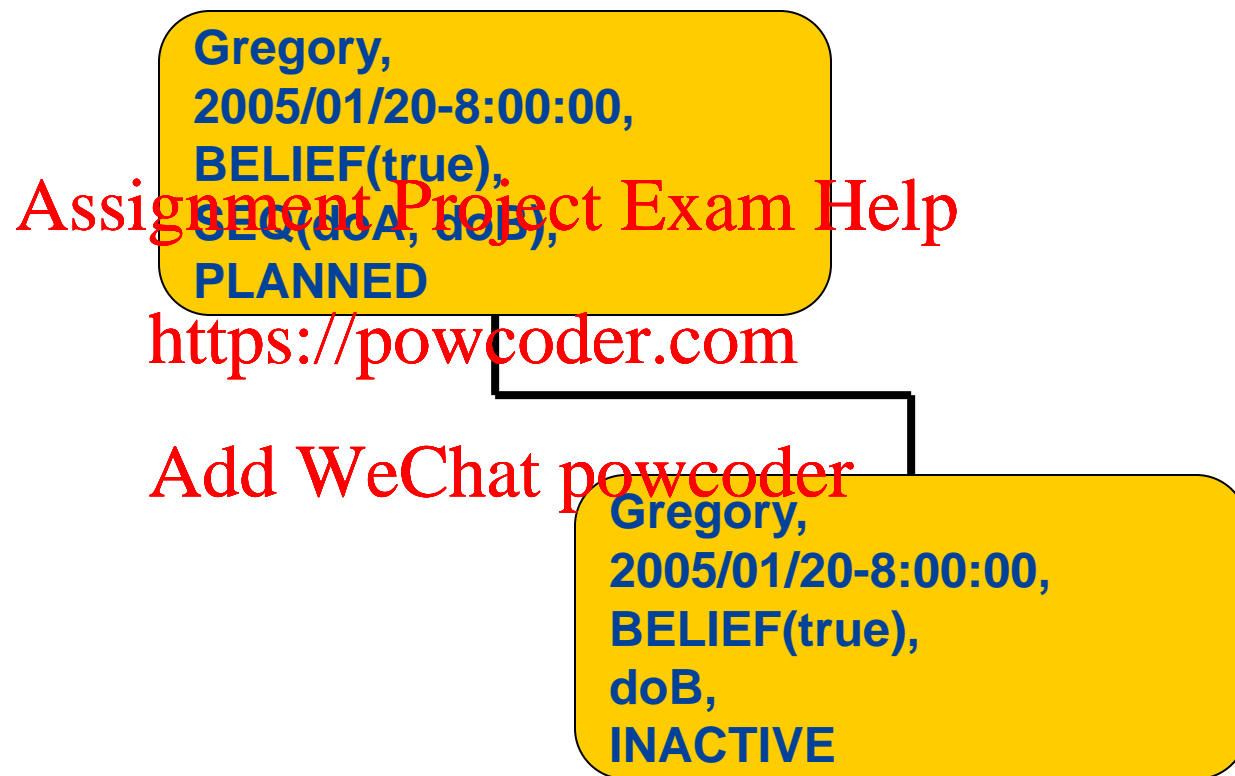 Gregory,
2005/01/20-8:00:00,
BELIEF(true),
Assignment Project Exam Help
SEQ(doA, doB),
PLANNED
https://powcoder.com
Add WeChat powcoder
Gregory,
2005/01/20-8:00:00,
BELIEF(true),
doB,
INACTIVE